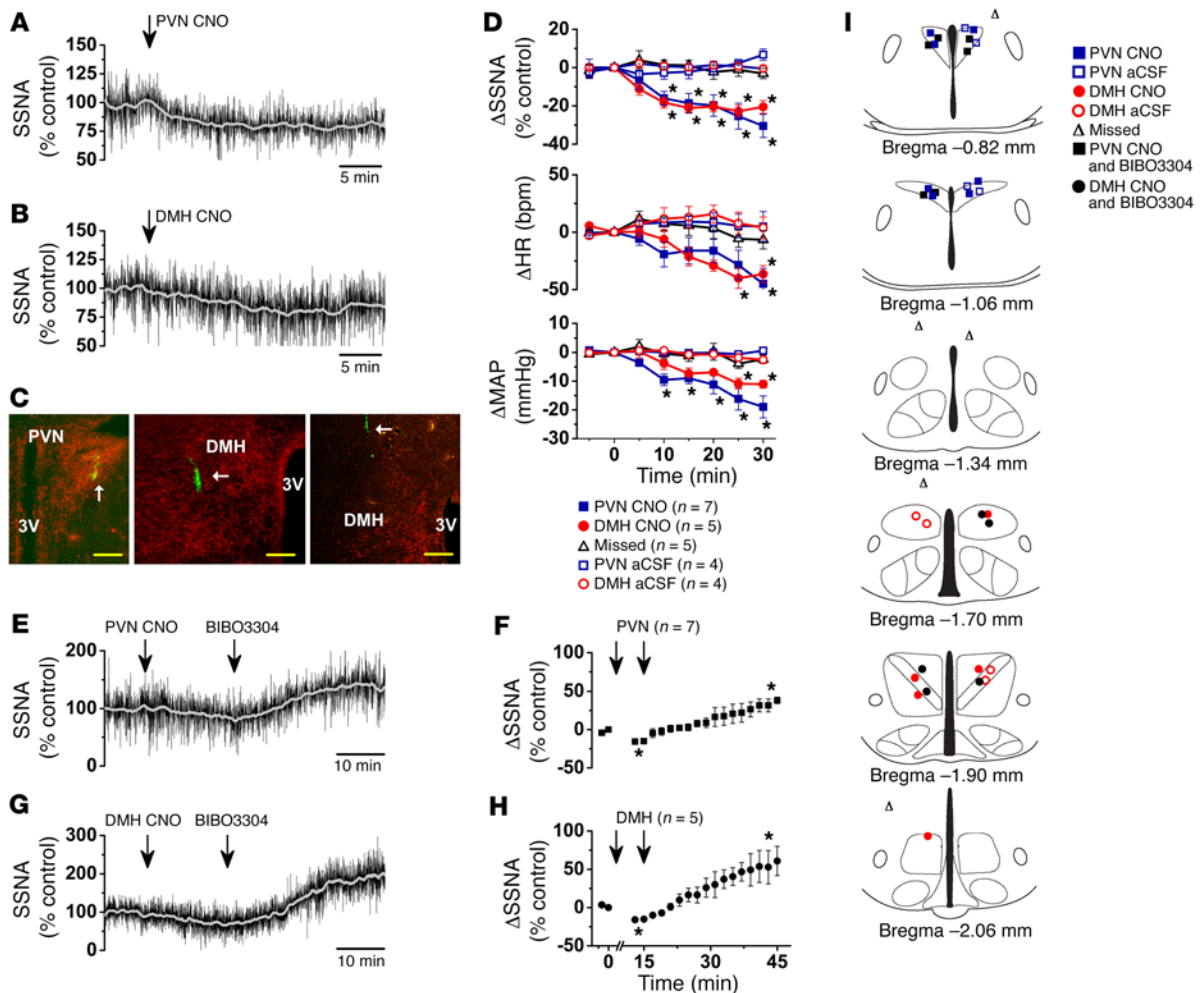 A
PVN CNO
SSNA
(% control)
150
125
100
75
50
5 min
B
DMH CNO
SSNA
(% control)
150
125
100
75
50
5 min
C
PVN
3V
DMH
3V
DMH
3V
D
ΔSSNA
(% control)
20
0
-20
-40
-60
* * * * *
* * * * *
ΔHR (bpm)
50
0
-50
-100
* *
ΔMAP
(mmHg)
10
0
-10
-20
-30
* *
* * * * *
0 10 20 30
Time (min)
PVN CNO (n = 7)
DMH CNO (n = 5)
Missed (n = 5)
PVN aCSF (n = 4)
DMH aCSF (n = 4)
E
PVN CNO BIBO3304
SSNA
(% control)
200
100
0
10 min
F
PVN (n = 7)
ΔSSNA
(% control)
100
50
0
-50
*
*
G
DMH CNO BIBO3304
SSNA
(% control)
300
200
100
0
10 min
H
DMH (n = 5)
ΔSSNA
(% control)
100
50
0
-50
*
*
0 15 30 45
Time (min)
I
Bregma –0.82 mm
Bregma –1.06 mm
Bregma –1.34 mm
Bregma –1.70 mm
Bregma –1.90 mm
Bregma –2.06 mm
PVN CNO
PVN aCSF
DMH CNO
DMH aCSF
Missed
PVN CNO
and BIBO3304
DMH CNO
and BIBO3304